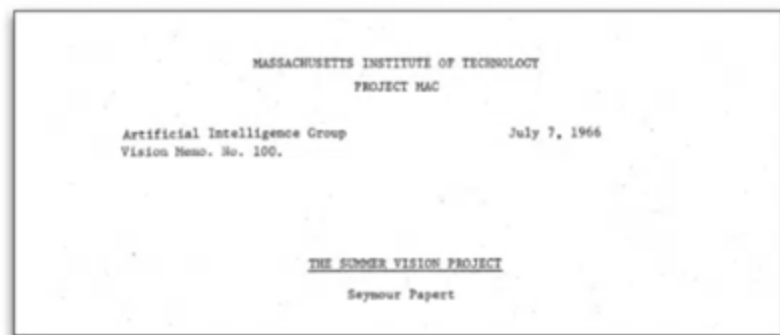 MASSACHUSETTS INSTITUTE OF TECHNOLOGY
PROJECT MAC
Artificial Intelligence Group July 7, 1966
Vision Memo. No. 100.
THE SUMMER VISION PROJECT
Seymour Papert